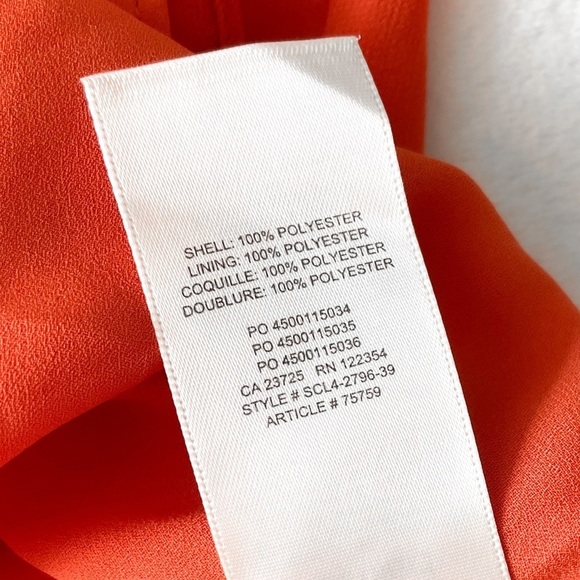 SHELL: 100% POLYESTER
LINING: 100% POLYESTER
COQUILLE: 100% POLYESTER
DOUBLURE: 100% POLYESTER
PO 4500115034
PO 4500115035
PO 4500115036
CA 23725 RN 122354
STYLE # SCL4-2796-39
ARTICLE # 75759